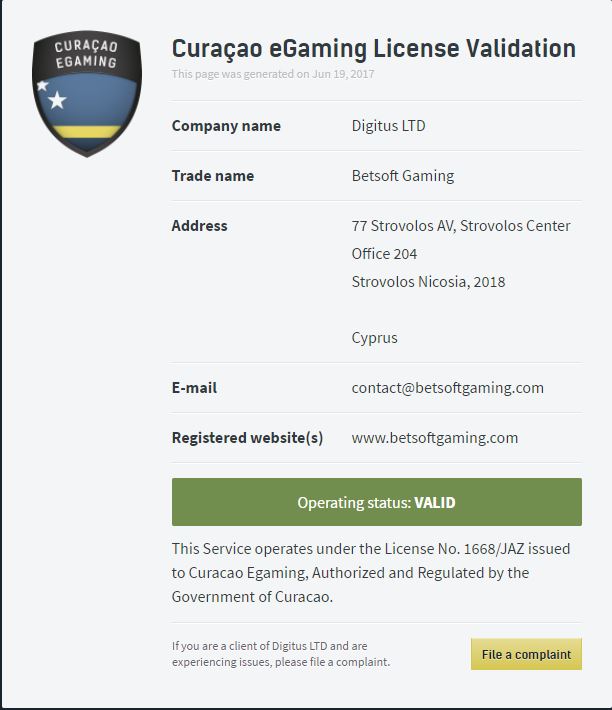 CURAÇAO
EGAMING
Curaçao eGaming License Validation
This page was generated on Jun 19, 2017
Company name Digitus LTD
Trade name Betsoft Gaming
Address 77 Strovolos AV, Strovolos Center
Office 204
Strovolos Nicosia, 2018
Cyprus
E-mail contact@betsoftgaming.com
Registered website(s) www.betsoftgaming.com
Operating status: VALID
This Service operates under the License No. 1668/JAZ issued
to Curacao Egaming, Authorized and Regulated by the
Government of Curacao.
If you are a client of Digitus LTD and are
experiencing issues, please file a complaint.
File a complaint